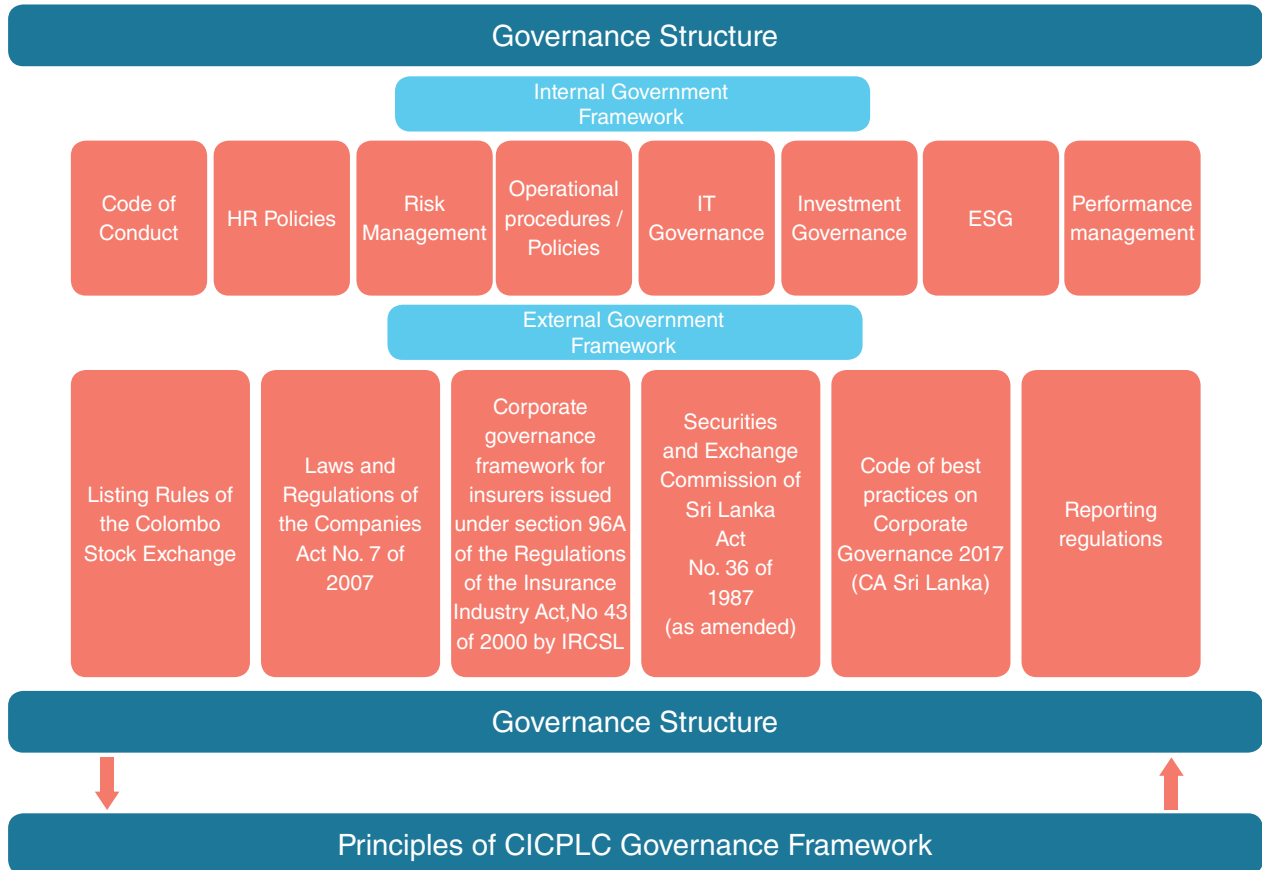 Governance Structure
Internal Government
Framework
Code of
Conduct
HR Policies
Risk
Management
Operational
procedures /
Policies
IT
Governance
Investment
Governance
ESG
Performance
management
External Government
Framework
Listing Rules of
the Colombo
Stock Exchange
Laws and
Regulations of
the Companies
Act No. 7 of
2007
Corporate
governance
framework for
insurers issued
under section 96A
of the Regulations
of the Insurance
Industry Act,No 43
of 2000 by IRCSL
Securities
and Exchange
Commission of
Sri Lanka
Act
No. 36 of
1987
(as amended)
Code of best
practices on
Corporate
Governance 2017
(CA Sri Lanka)
Reporting
regulations
Governance Structure
Principles of CICPLC Governance Framework